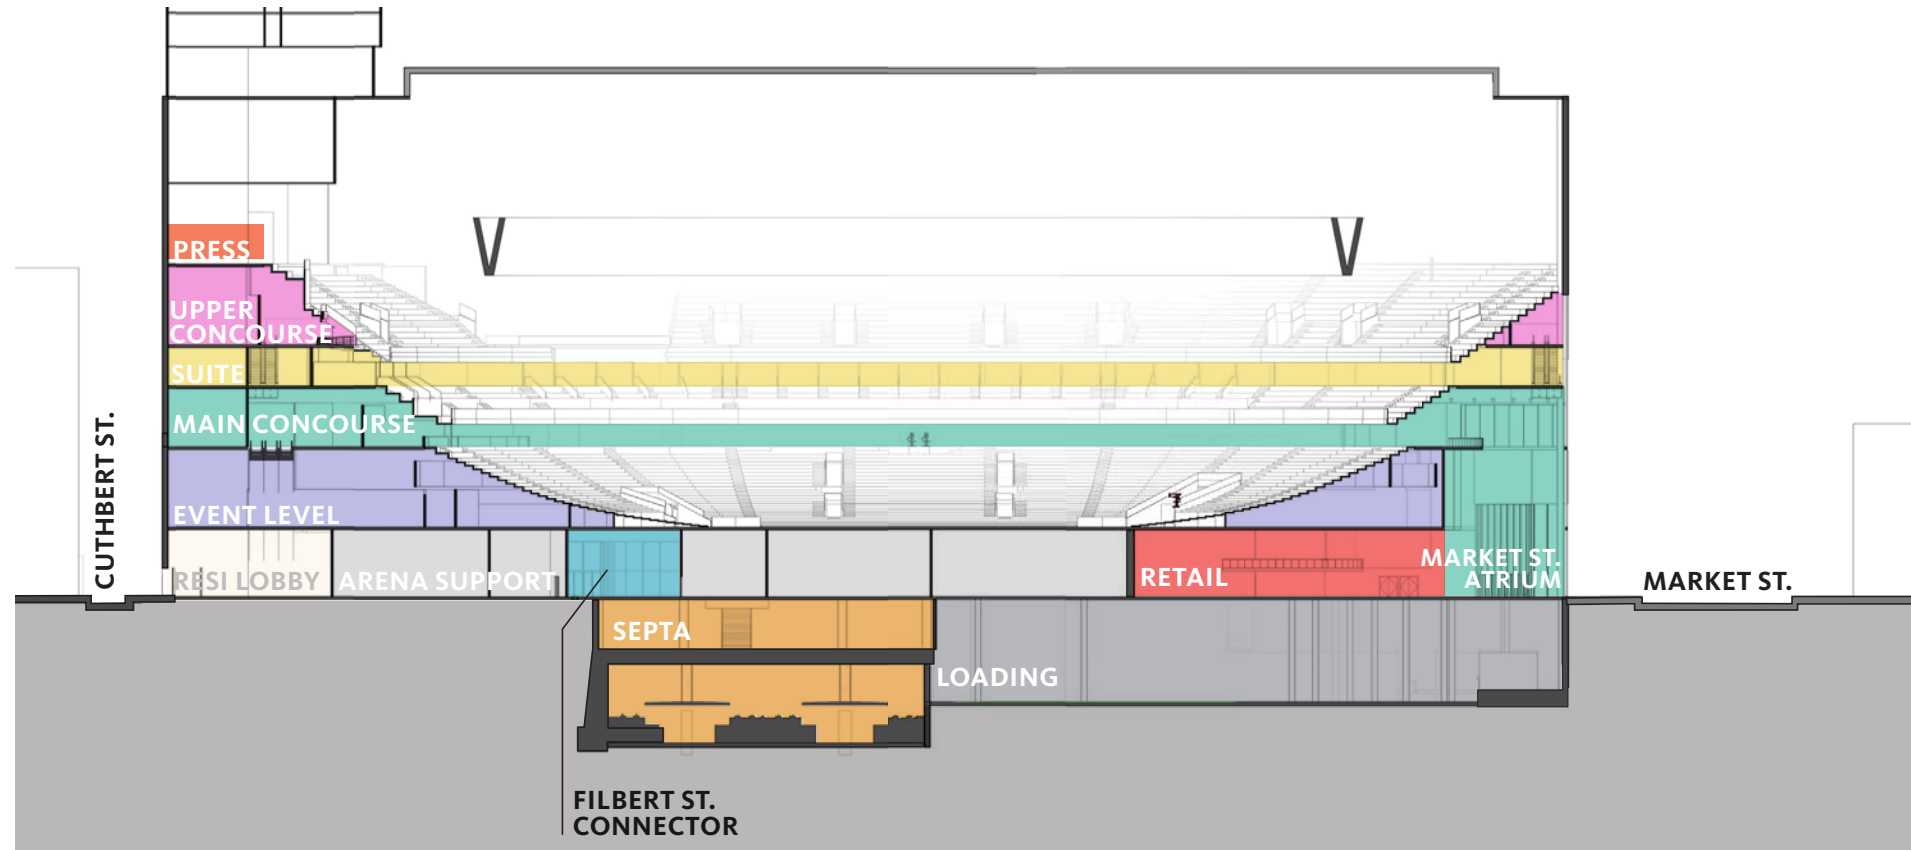 PRESS
UPPER
CONCOURSE
SUITE
MAIN CONCOURSE
CUTHBERT ST.
EVENT LEVEL
RESI LOBBY
ARENA SUPPORT
RETAIL
MARKET ST.
ATRIUM
MARKET ST.
SEPTA
LOADING
FILBERT ST.
CONNECTOR